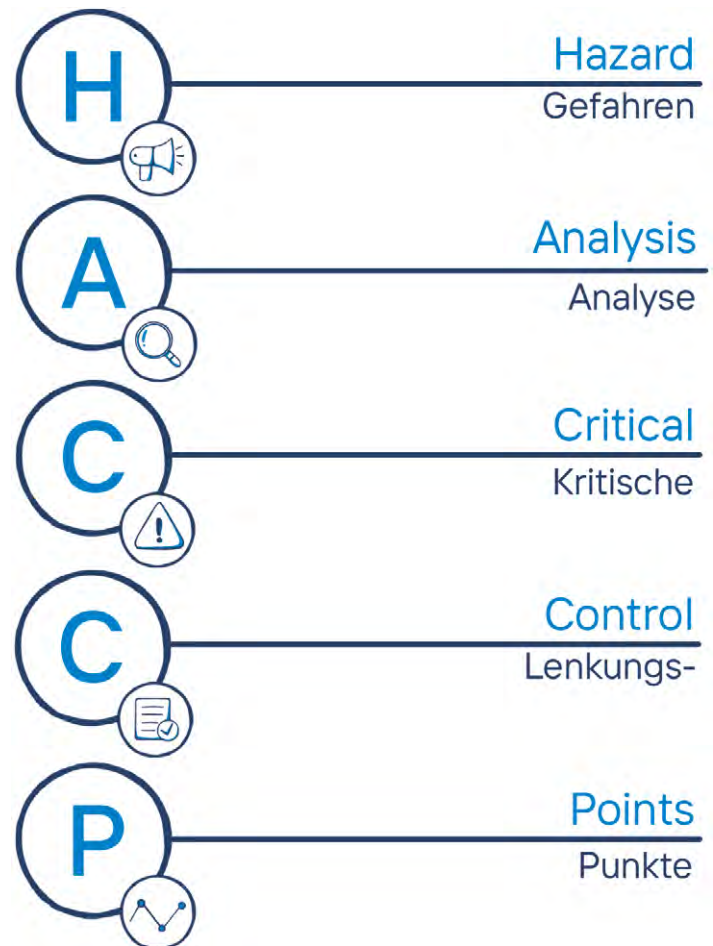 H
Hazard
Gefahren
A
Analysis
Analyse
C
Critical
Kritische
C
Control
Lenkungs-
P
Points
Punkte